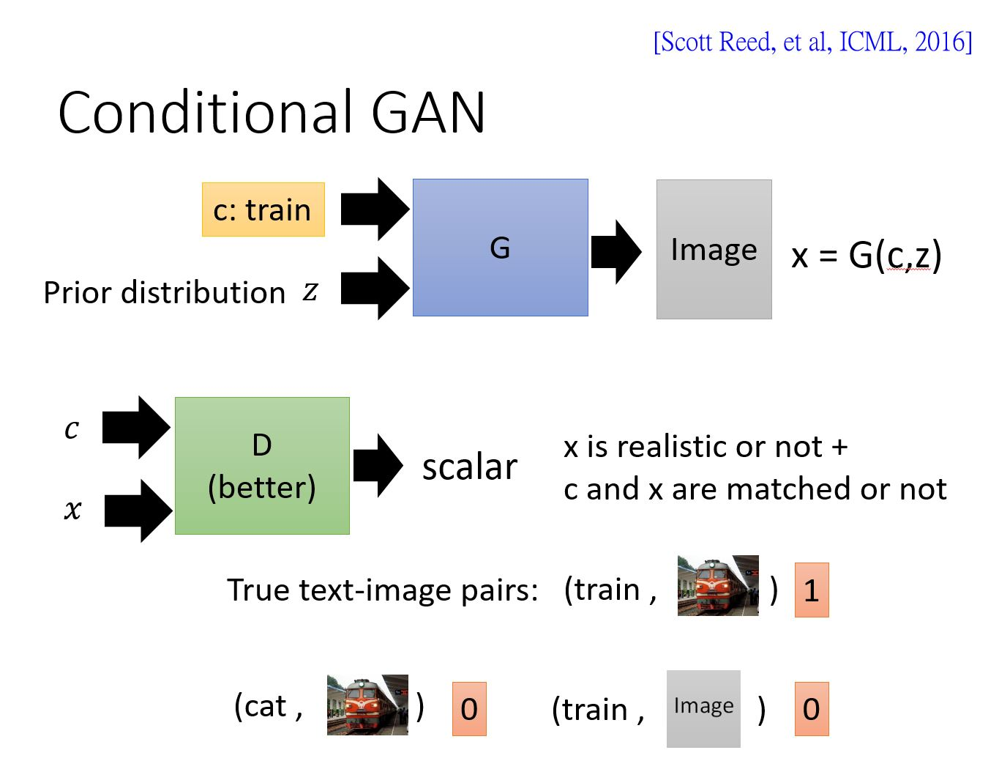 [Scott Reed, et al, ICML, 2016]
Conditional GAN
c: train
Prior distribution z
G
Image
x = G(c,z)
c
x
D
(better)
scalar
x is realistic or not +
c and x are matched or not
True text-image pairs: (train , ) 1
(cat , ) 0
(train , Image ) 0